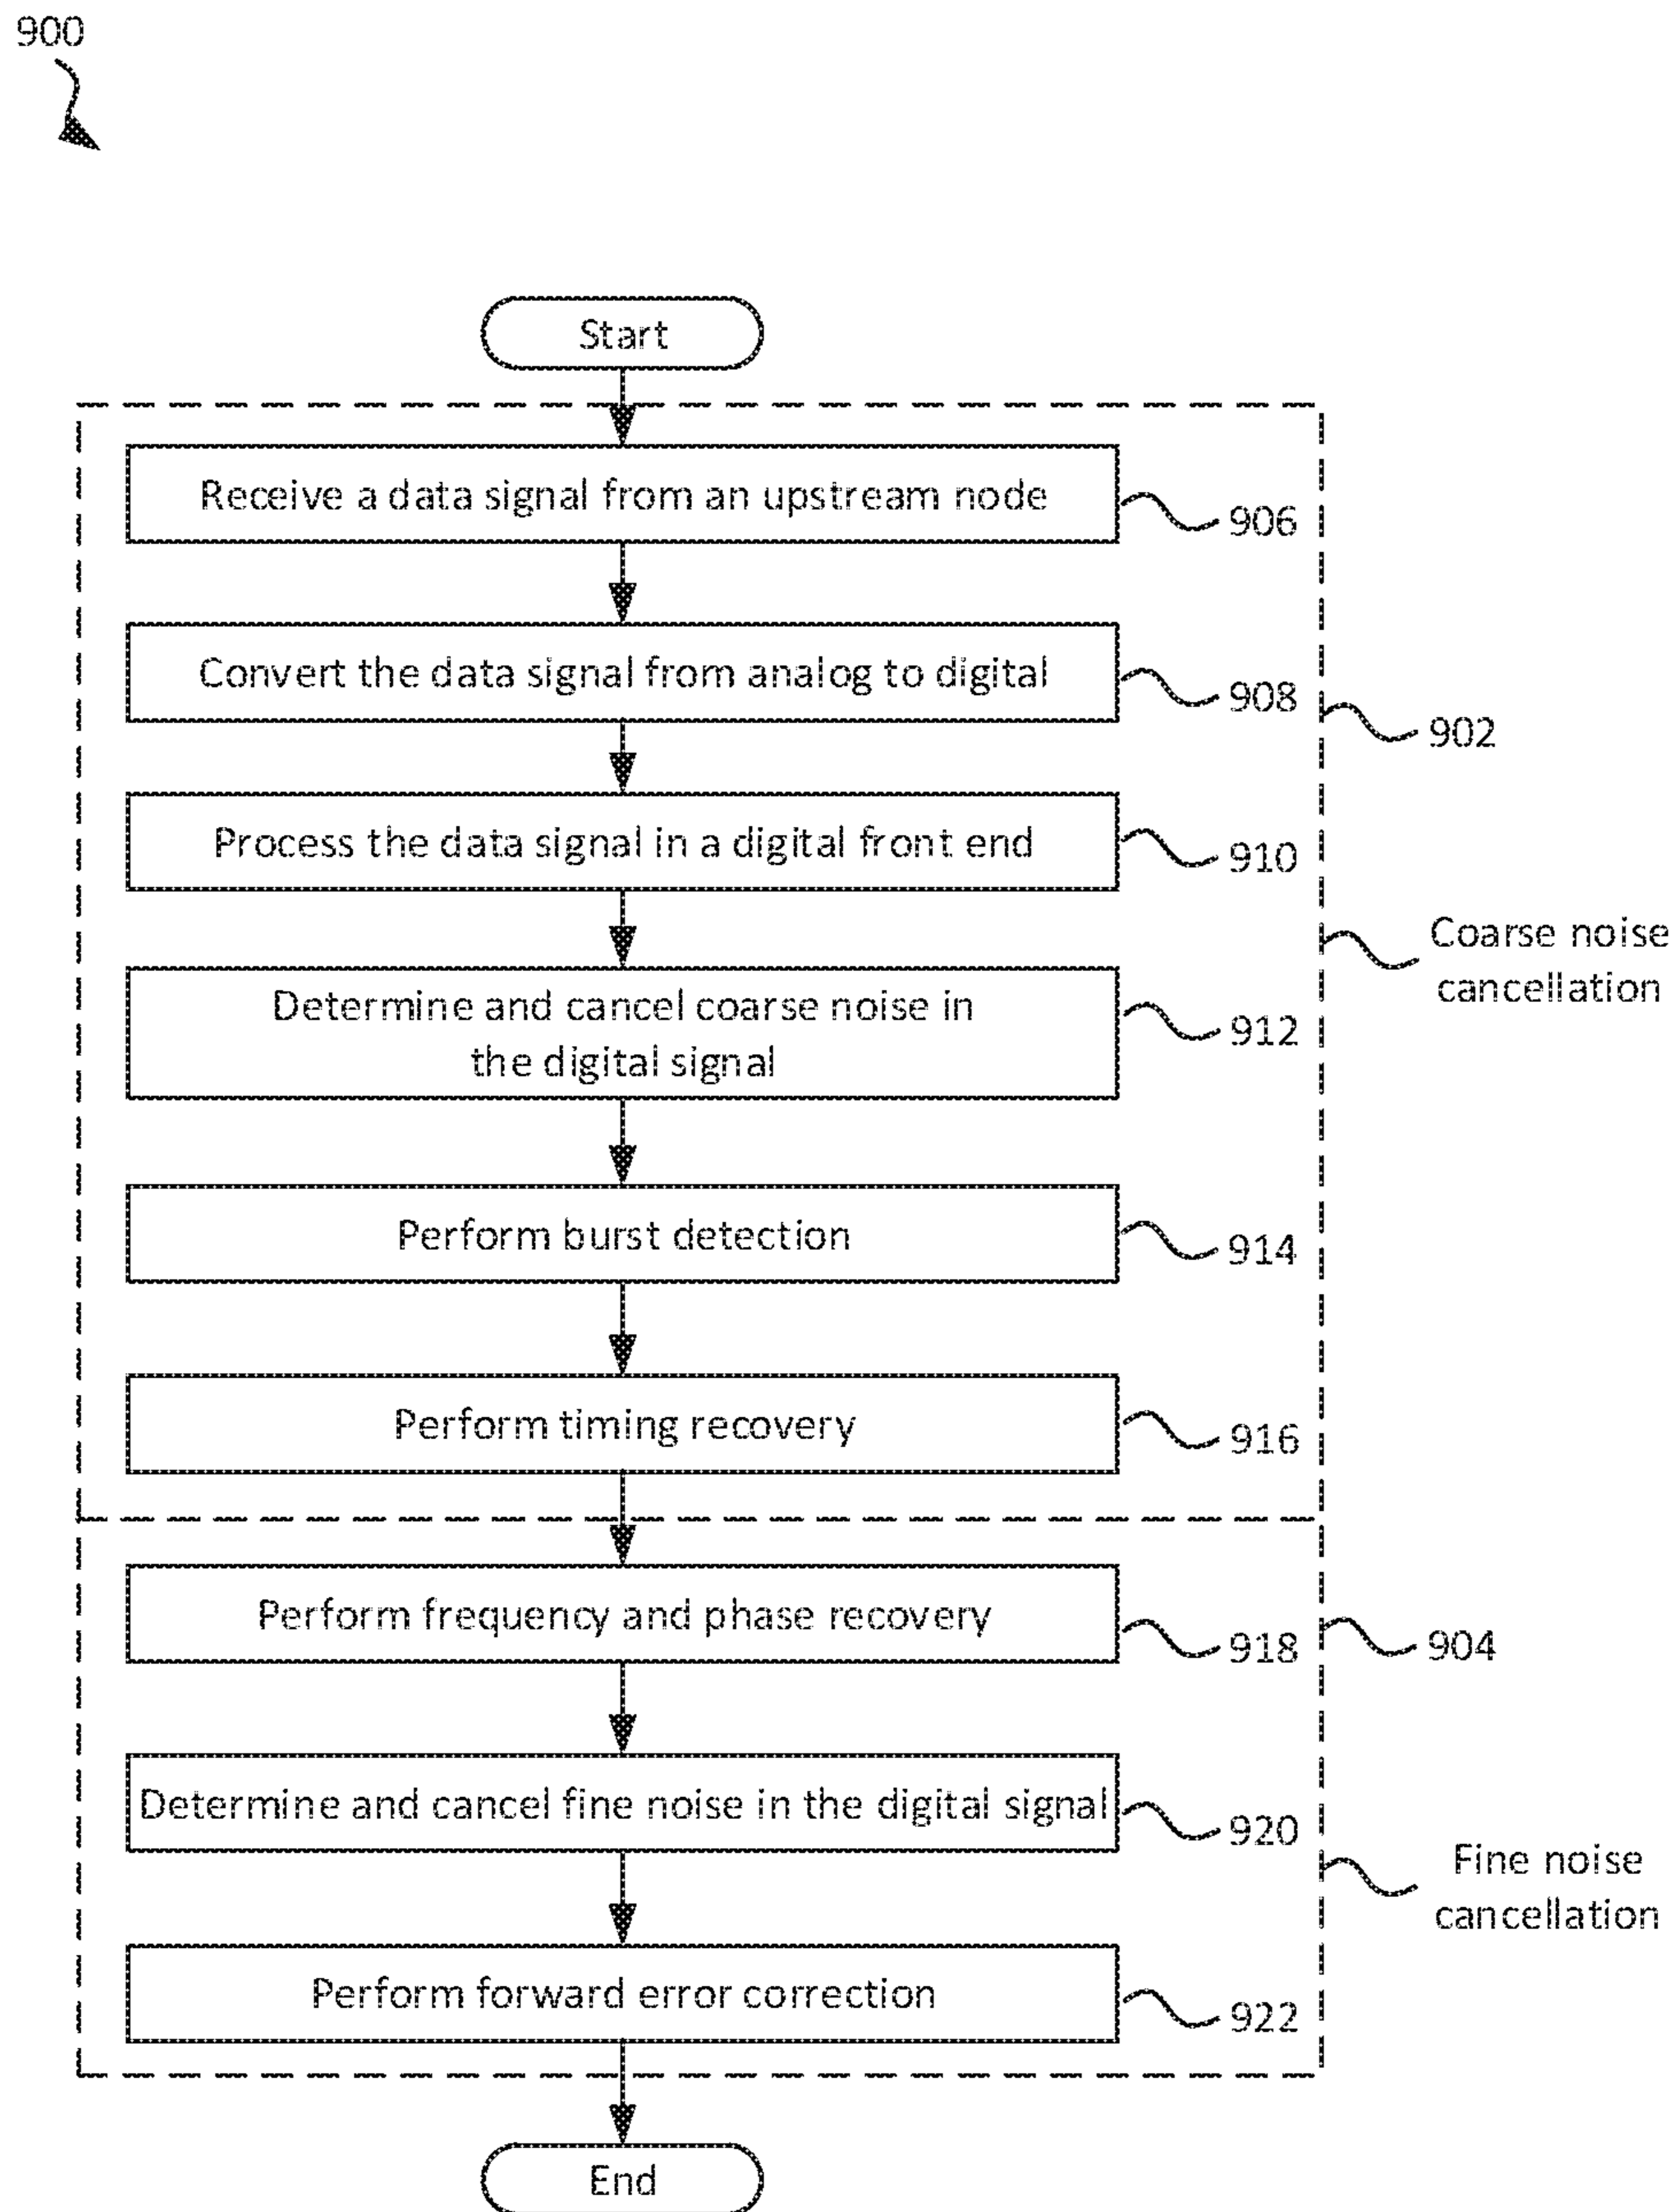 900
Start
Receive a data signal from an upstream node
906
Convert the data signal from analog to digital
908
902
Process the data signal in a digital front end
910
Coarse noise
cancellation
Determine and cancel coarse noise in
the digital signal
912
Perform burst detection
914
Perform timing recovery
916
Perform frequency and phase recovery
918
904
Determine and cancel fine noise in the digital signal
920
Fine noise
cancellation
Perform forward error correction
922
End